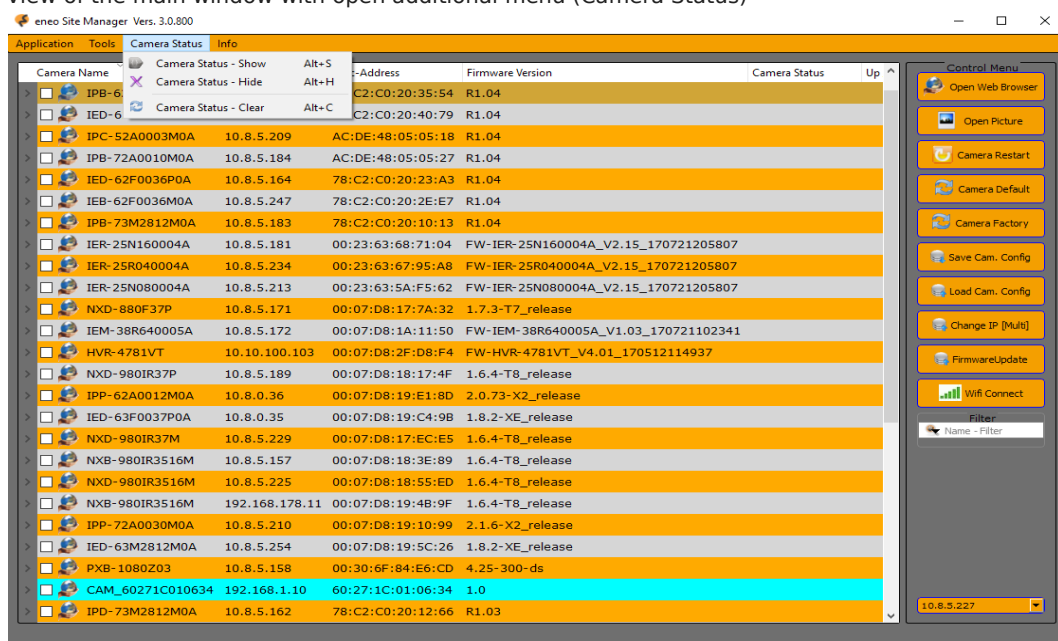 view of the main window with open additional menu (Camera Status)
eneo Site Manager Vers. 3.0.800
Application Tools Camera Status Info
Camera Status - Show Alt+S
Camera Status - Hide Alt+H
Camera Status - Clear Alt+C
Camera Name -Address Firmware Version Camera Status Up
IPB-6 C2:C0:20:35:54 R1.04
IED-6 C2:C0:20:40:79 R1.04
IPC-52A0003M0A 10.8.5.209 AC:DE:48:05:05:18 R1.04
IPB-72A0010M0A 10.8.5.184 AC:DE:48:05:05:27 R1.04
IED-62F0036P0A 10.8.5.164 78:C2:C0:20:23:A3 R1.04
IEB-62F0036M0A 10.8.5.247 78:C2:C0:20:2E:E7 R1.04
IPB-73M2812M0A 10.8.5.183 78:C2:C0:20:10:13 R1.04
IER-25N160004A 10.8.5.181 00:23:63:68:71:04 FW-IER-25N160004A_V2.15_170721205807
IER-25R040004A 10.8.5.234 00:23:63:67:95:A8 FW-IER-25R040004A_V2.15_170721205807
IER-25N080004A 10.8.5.213 00:23:63:5A:F5:62 FW-IER-25N080004A_V2.15_170721205807
NXD-880F37P 10.8.5.171 00:07:D8:17:7A:32 1.7.3-T7_release
IEM-38R640005A 10.8.5.172 00:07:D8:1A:11:50 FW-IEM-38R640005A_V1.03_170721102341
HVR-4781VT 10.10.100.103 00:07:D8:2F:D8:F4 FW-HVR-4781VT_V4.01_170512114937
NXD-980IR37P 10.8.5.189 00:07:D8:18:17:4F 1.6.4-T8_release
IPP-62A0012M0A 10.8.0.36 00:07:D8:19:E1:8D 2.0.73-X2_release
IED-63F0037P0A 10.8.0.35 00:07:D8:19:C4:9B 1.8.2-XE_release
NXD-980IR37M 10.8.5.229 00:07:D8:17:EC:E5 1.6.4-T8_release
NXB-980IR3516M 10.8.5.157 00:07:D8:18:3E:89 1.6.4-T8_release
NXD-980IR3516M 10.8.5.225 00:07:D8:18:55:ED 1.6.4-T8_release
NXB-980IR3516M 192.168.178.11 00:07:D8:19:4B:9F 1.6.4-T8_release
IPP-72A0030M0A 10.8.5.210 00:07:D8:19:10:99 2.1.6-X2_release
IED-63M2812M0A 10.8.5.254 00:07:D8:19:5C:26 1.8.2-XE_release
PXB-1080Z03 10.8.5.158 00:30:6F:84:E6:CD 4.25-300-ds
CAM_60271C010634 192.168.1.10 60:27:1C:01:06:34 1.0
IPD-73M2812M0A 10.8.5.162 78:C2:C0:20:12:66 R1.03
Control Menu
Open Web Browser
Open Picture
Camera Restart
Camera Default
Camera Factory
Save Cam. Config
Load Cam. Config
Change IP [Multi]
FirmwareUpdate
Wifi Connect
Filter
Name - Filter
10.8.5.227